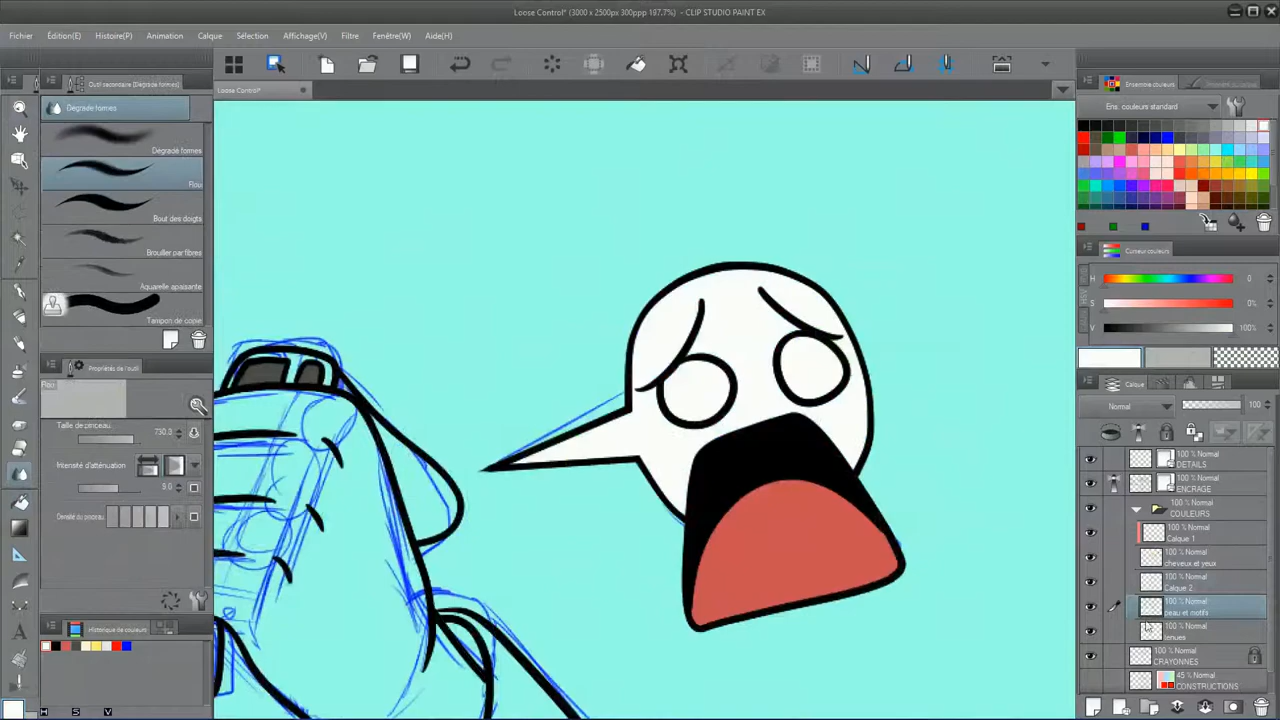 Loose Control* (3000 x 2500px 300ppp 197.7%) - CLIP STUDIO PAINT EX
Fichier Édition(E) Histoire(P) Animation Calque Sélection Affichage(V) Filtre Fenêtre(W) Aide(H)
Outil secondaire [Dégradé formes]
Loose Control*
Dégradé formes
Dégradé formes
Flou
Bout des doigts
Brouiller par fibres
Aquarelle apaisante
Tampon de copie
Propriétés de l'outil
Flou
Taille de pinceau 750.0
Intensité d'atténuation 9.0
Densité du pinceau
Historique de couleurs
H S V
Ensemble couleurs
Ens. couleurs standard
Curseur couleurs
H 0
S 0%
V 100%
Calque
Normal 100
100 % Normal
DETAILS
100 % Normal
ENCRAGE
100 % Normal
COULEURS
100 % Normal
Calque 1
100 % Normal
cheveux et yeux
100 % Normal
Calque 2
100 % Normal
peau et motifs
100 % Normal
tenues
100 % Normal
CRAYONNES
45 % Normal
CONSTRUCTIONS